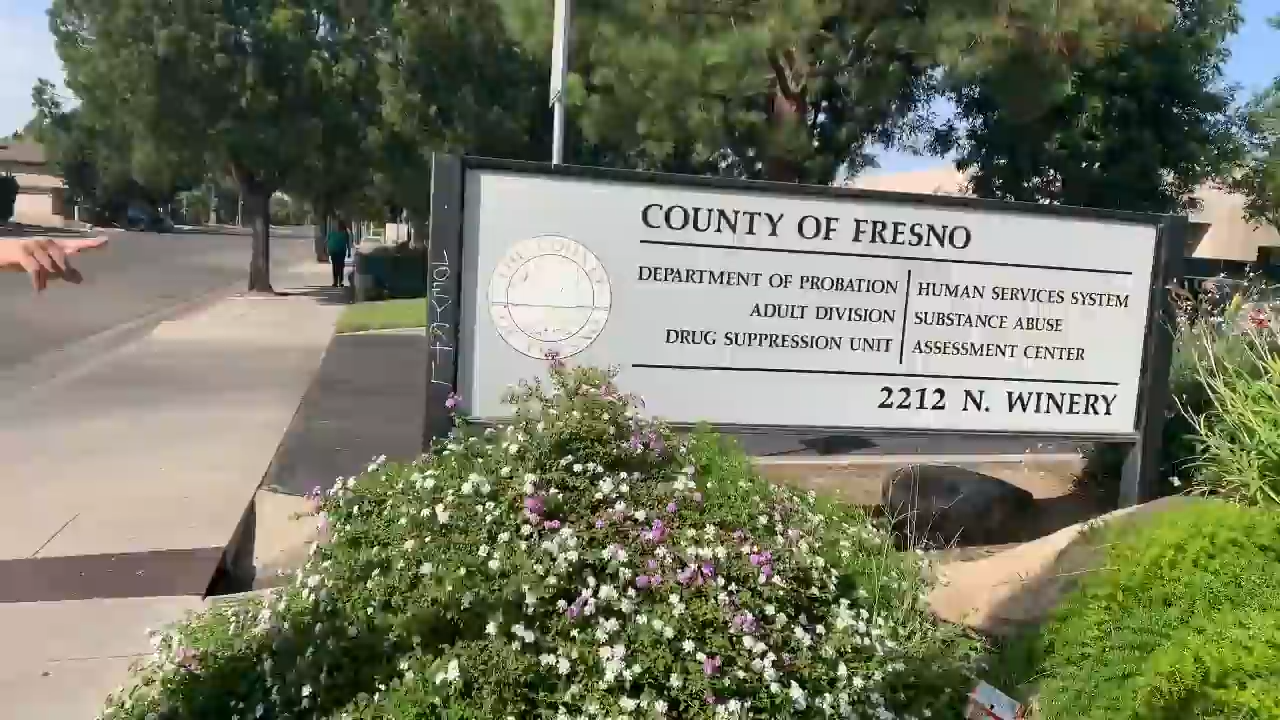 COUNTY OF FRESNO
DEPARTMENT OF PROBATION
ADULT DIVISION
DRUG SUPPRESSION UNIT
HUMAN SERVICES SYSTEM
SUBSTANCE ABUSE
ASSESSMENT CENTER
2212 N. WINERY